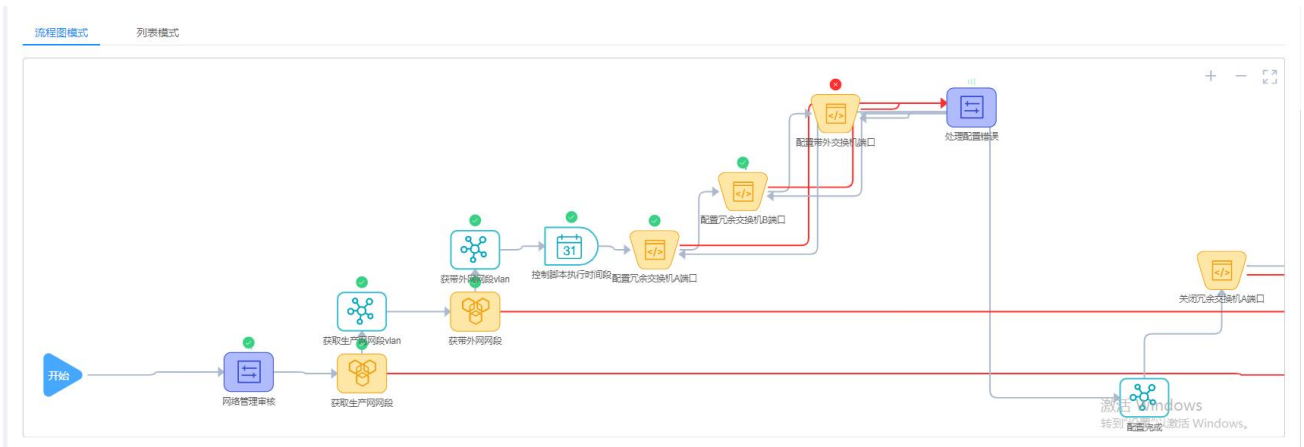 流程图模式
列表模式
配置带外交换机端口
处理配置错误
配置冗余交换机B端口
31
获带外网网段vlan
控制脚本执行时间段
配置冗余交换机A端口
关闭冗余交换机A端口
获取生产网网段vlan
获带外网网段
开始
网络管理审核
获取生产网网段
配置完成
激活 Windows
转到"设置"以激活 Windows。